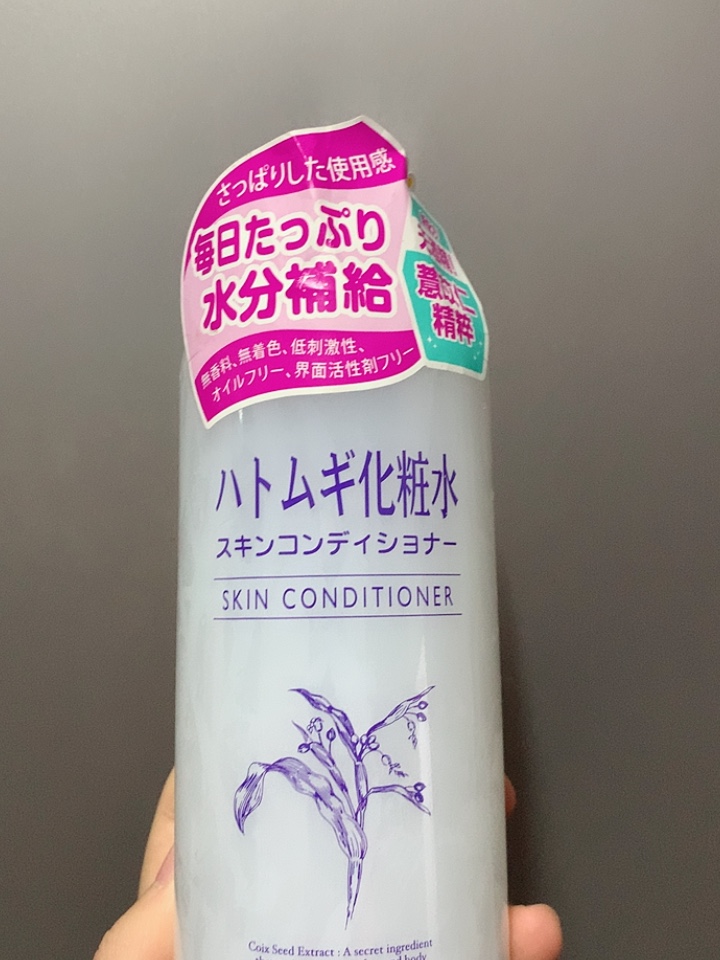 さっぱりした使用感
毎日たっぷり
水分補給
無香料、無着色、低刺激性、
オイルフリー、界面活性剤フリー
精粋
ハトムギ化粧水
スキンコンディショナー
SKIN CONDITIONER
Coix Seed Extract : A secret ingredient
body